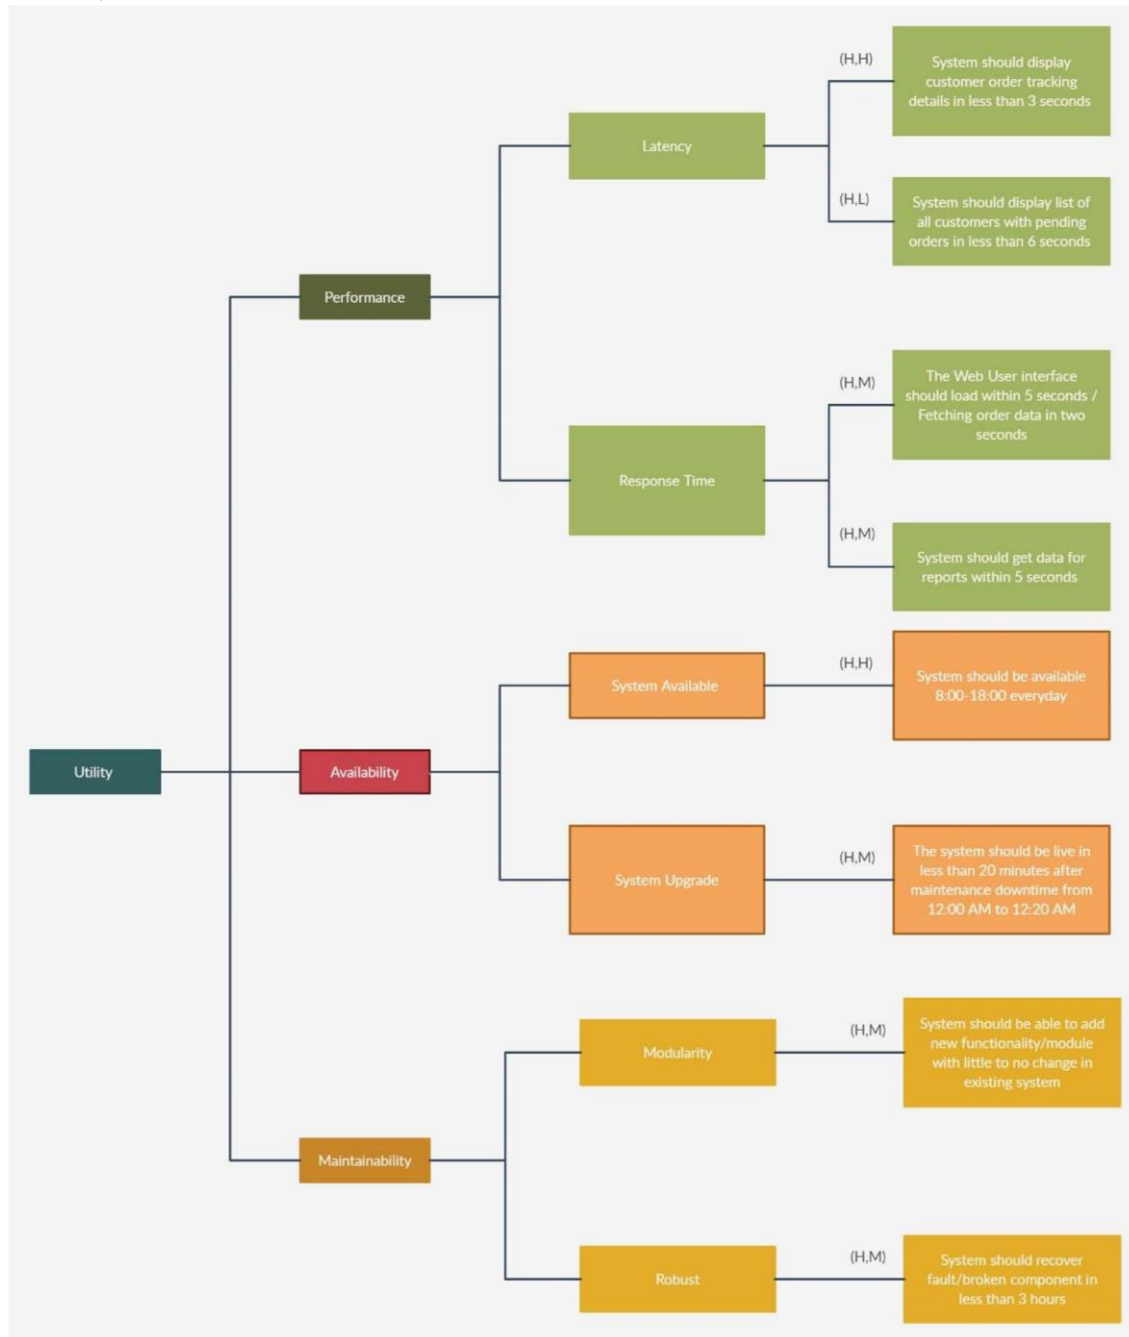 (H,H)
System should display
customer order tracking
details in less than 3 seconds
Latency
(H,L)
System should display list of
all customers with pending
orders in less than 6 seconds
Performance
(H,M)
The Web User interface
should load within 5 seconds /
Fetching order data in two
seconds
Response Time
(H,M)
System should get data for
reports within 5 seconds
System Available
(H,H)
System should be available
8:00-18:00 everyday
Utility
Availability
System Upgrade
(H,M)
The system should be live in
less than 20 minutes after
maintenance downtime from
12:00 AM to 12:20 AM
Modularity
(H,M)
System should be able to add
new functionality/module
with little to no change in
existing system
Maintainability
Robust
(H,M)
System should recover
fault/broken component in
less than 3 hours